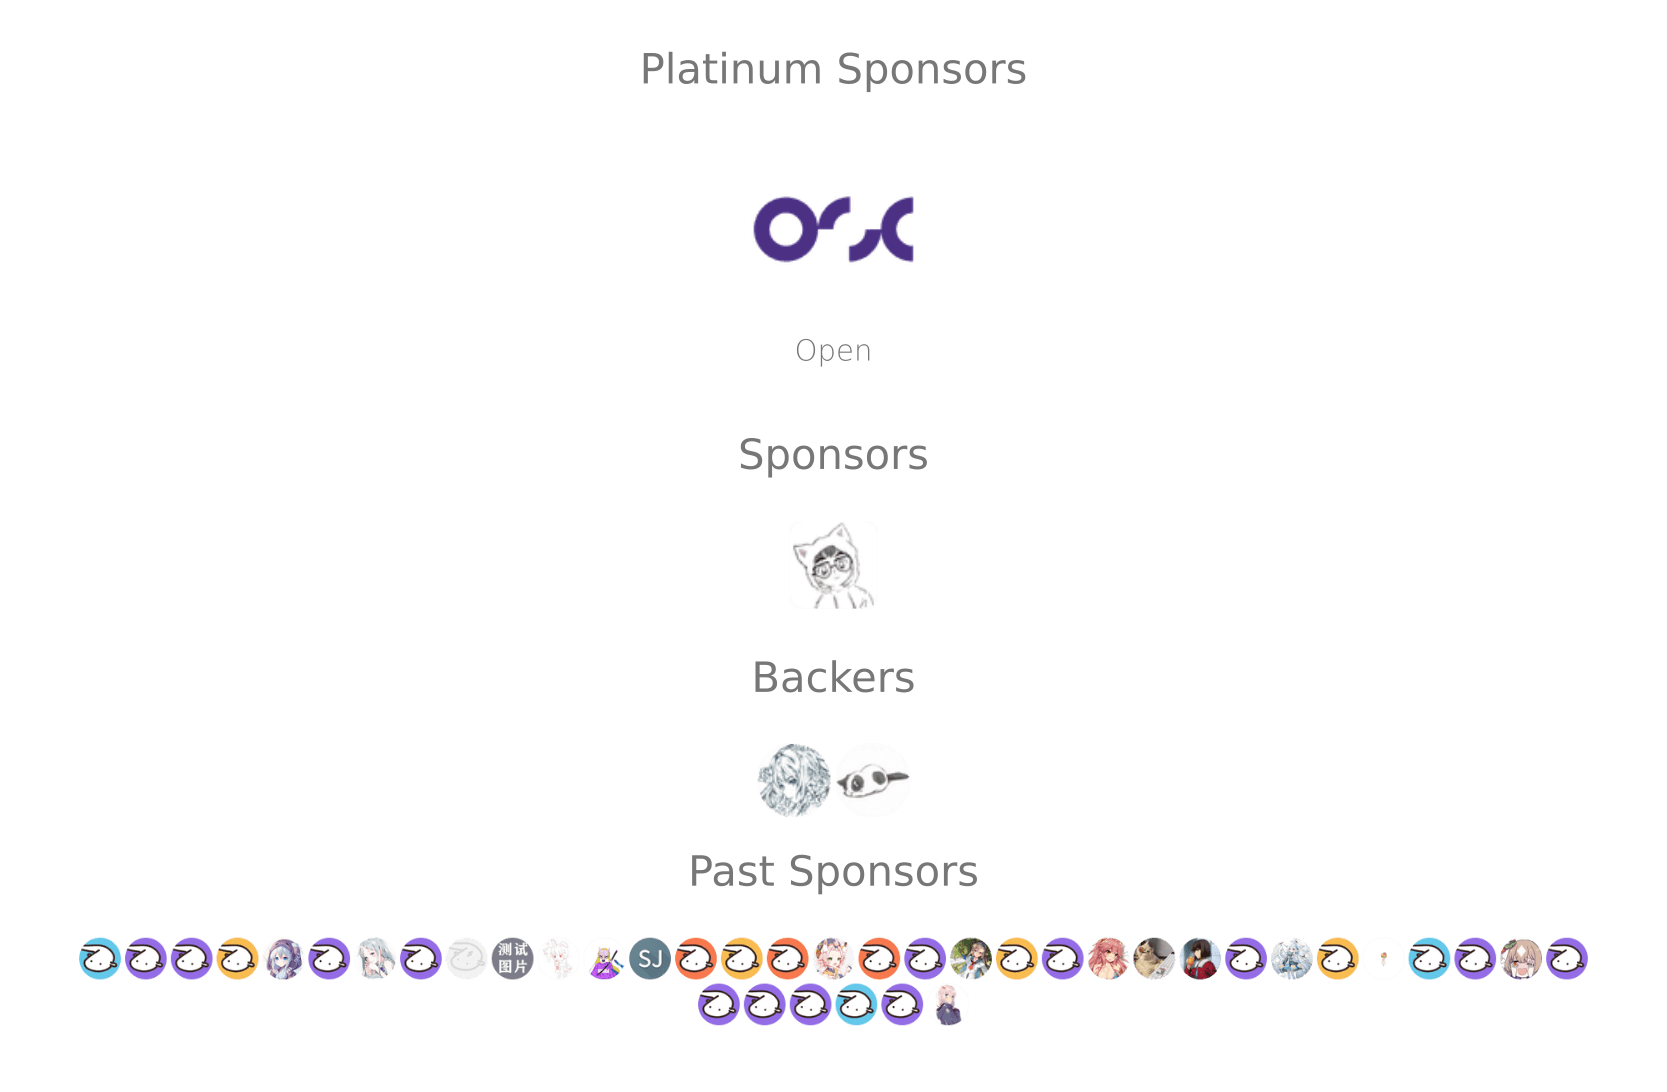 Platinum Sponsors
Open
Sponsors
Backers
Past Sponsors
测试
图片
SJ